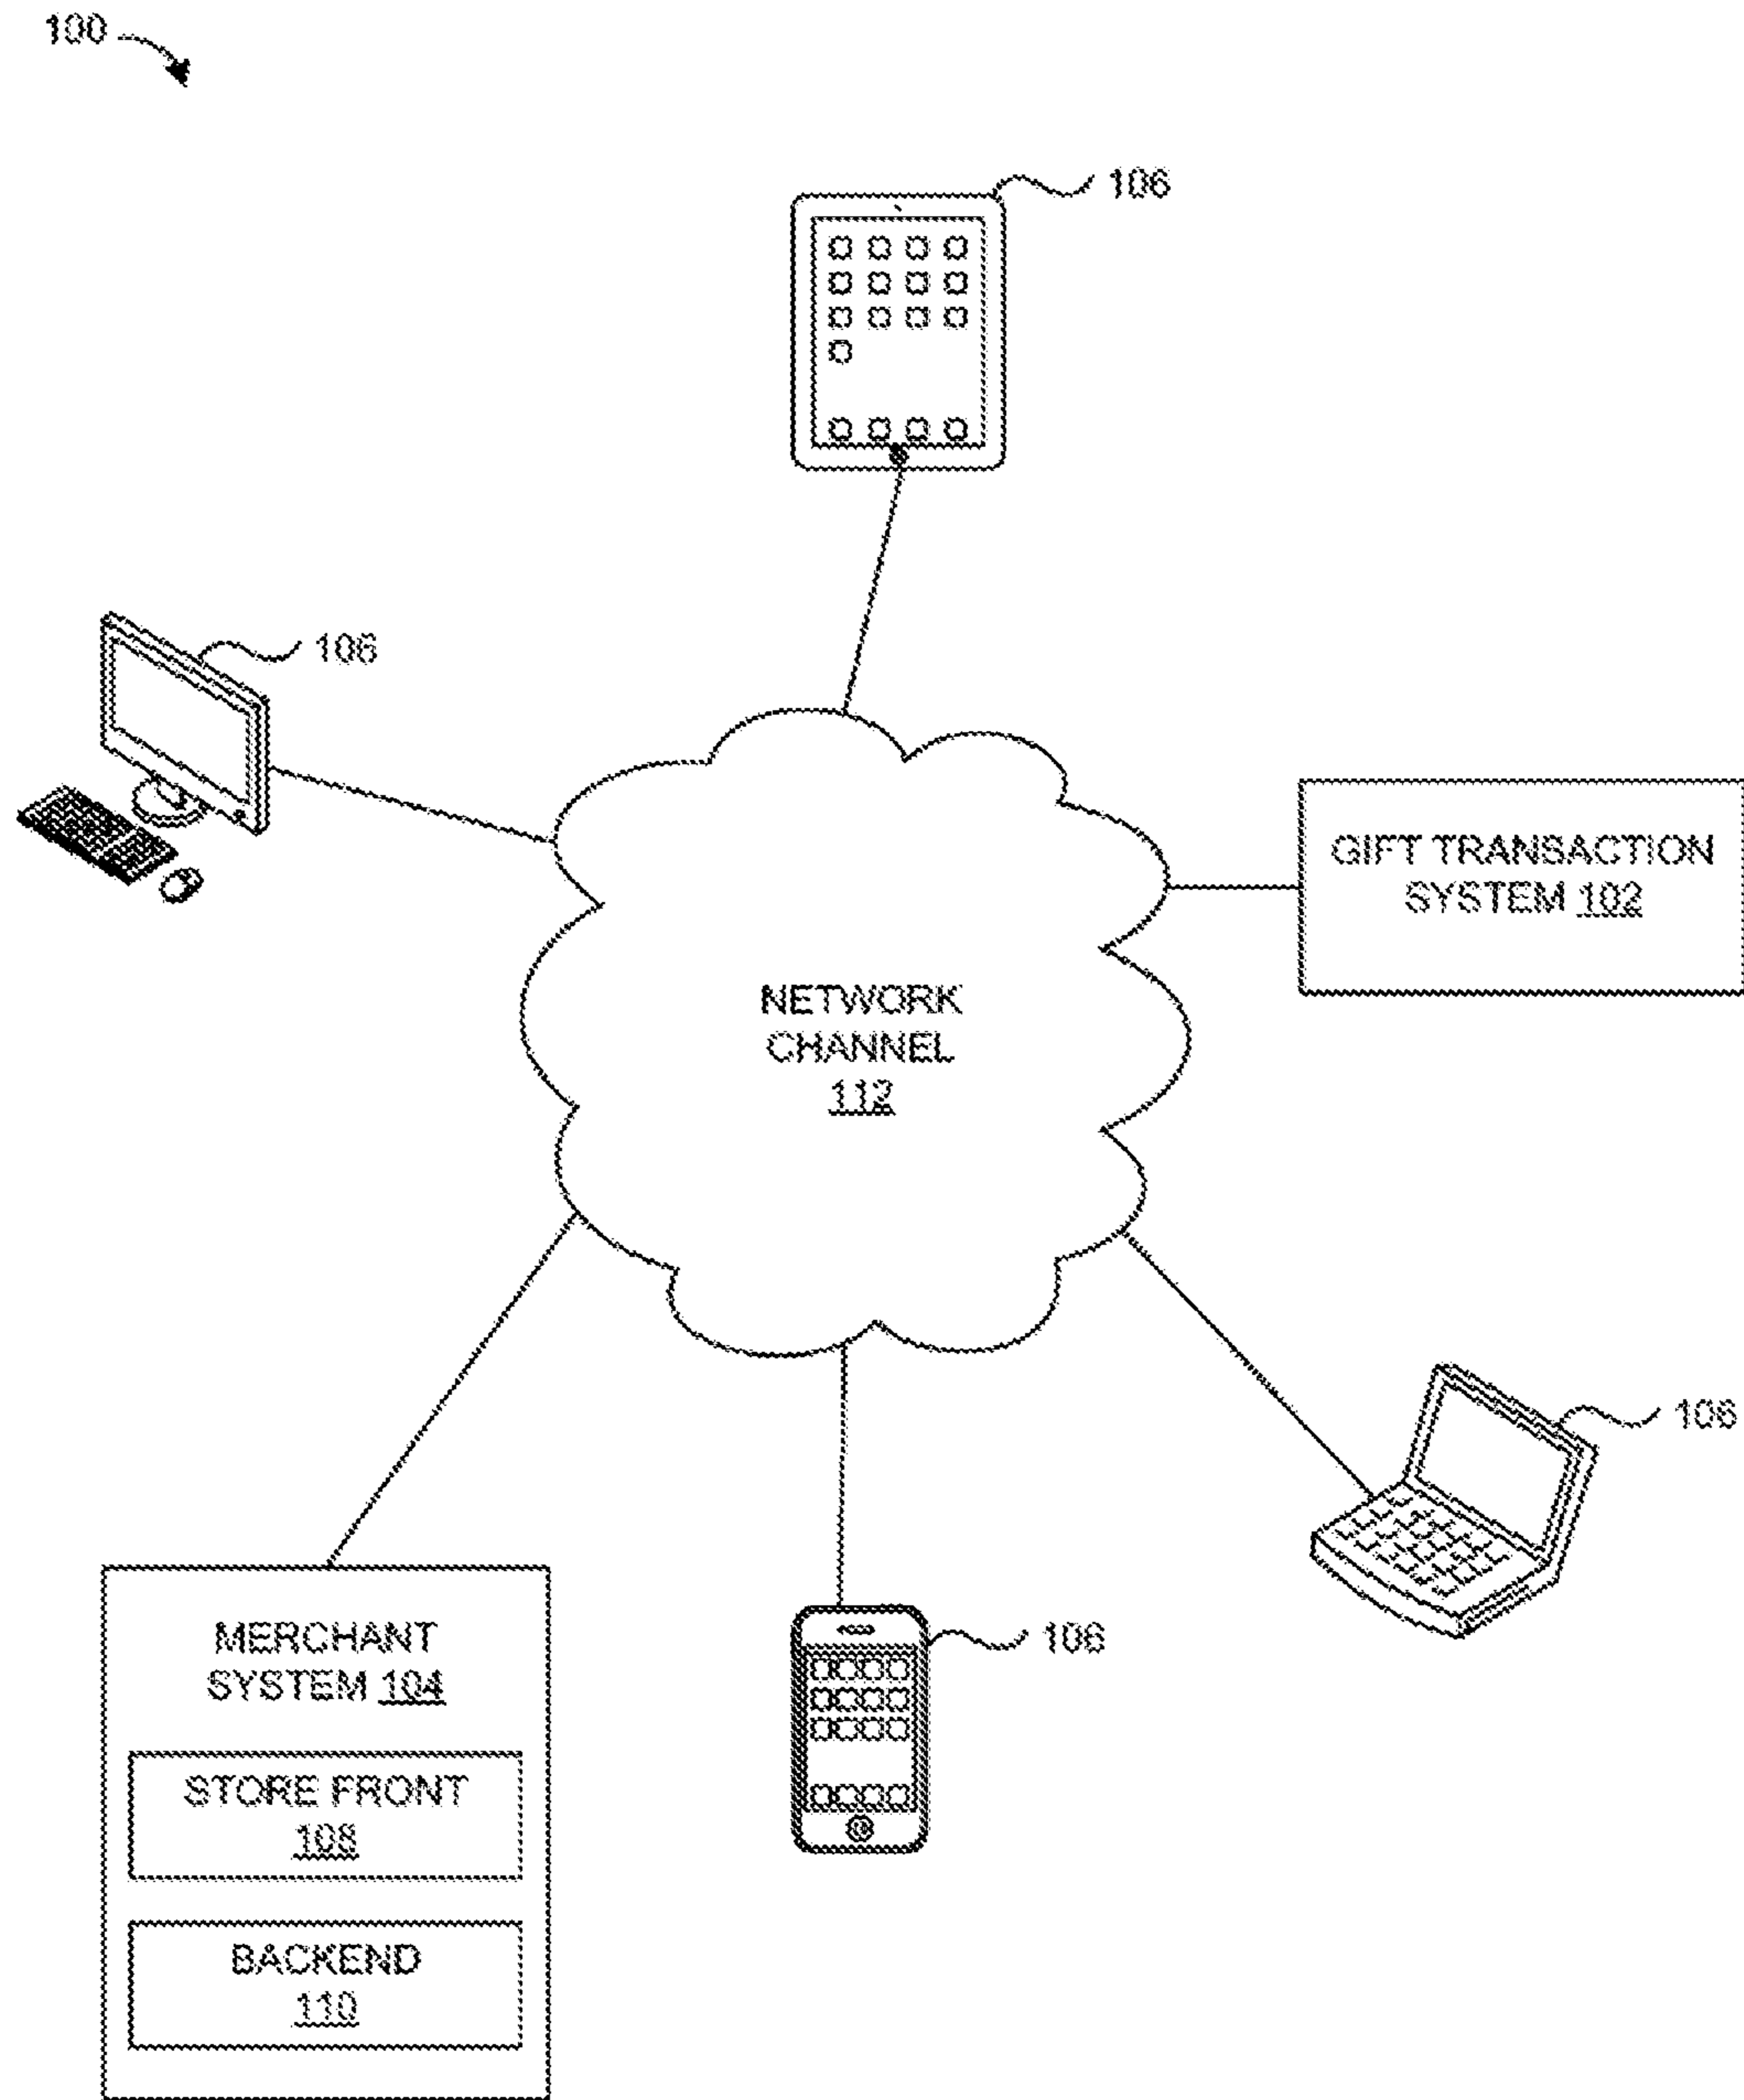 100
106
106
GIFT TRANSACTION
SYSTEM 102
NETWORK
CHANNEL
112
106
106
MERCHANT
SYSTEM 104
STORE FRONT
108
BACKEND
110